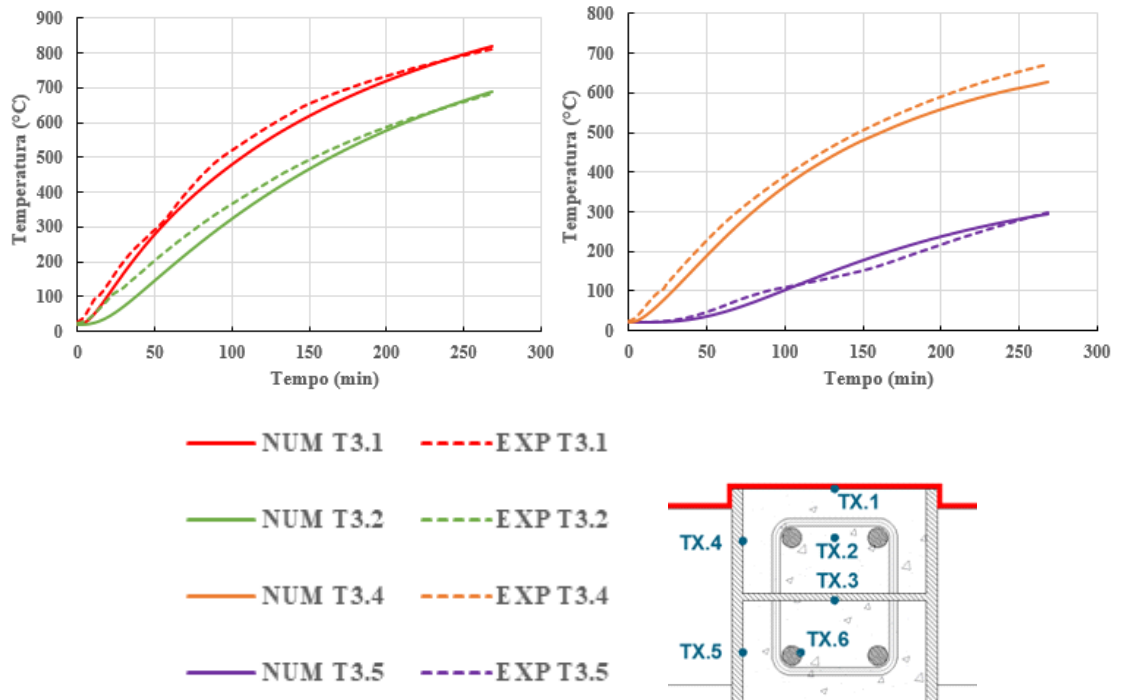 900
800
700
600
500
400
300
200
100
0
Temperatura (°C)
0 50 100 150 200 250 300
Tempo (min)
800
700
600
500
400
300
200
100
0
Temperatura (°C)
0 50 100 150 200 250 300
Tempo (min)
NUM T3.1 EXP T3.1
NUM T3.2 EXP T3.2
NUM T3.4 EXP T3.4
NUM T3.5 EXP T3.5
TX.1
TX.4
TX.2
TX.3
TX.6
TX.5